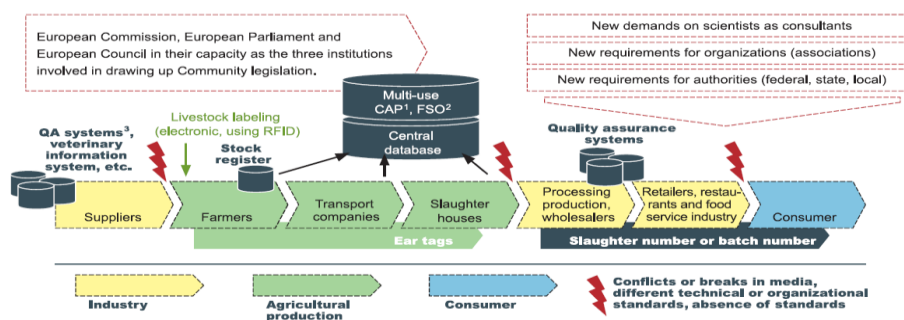 European Commission, European Parliament and
European Council in their capacity as the three institutions
involved in drawing up Community legislation.
New demands on scientists as consultants
New requirements for organizations (associations)
New requirements for authorities (federal, state, local)
Multi-use
CAP¹, FSO²
Central
database
QA systems³,
veterinary
information
system, etc.
Livestock labeling
(electronic, using RFID)
Stock
register
Quality assurance
systems
Suppliers
Farmers
Transport
companies
Slaughter
houses
Processing
production,
wholesalers
Retailers, restau-
rants and food
service industry
Consumer
Ear tags
Slaughter number or batch number
Industry
Agricultural
production
Consumer
Conflicts or breaks in media,
different technical or organizational
standards, absence of standards